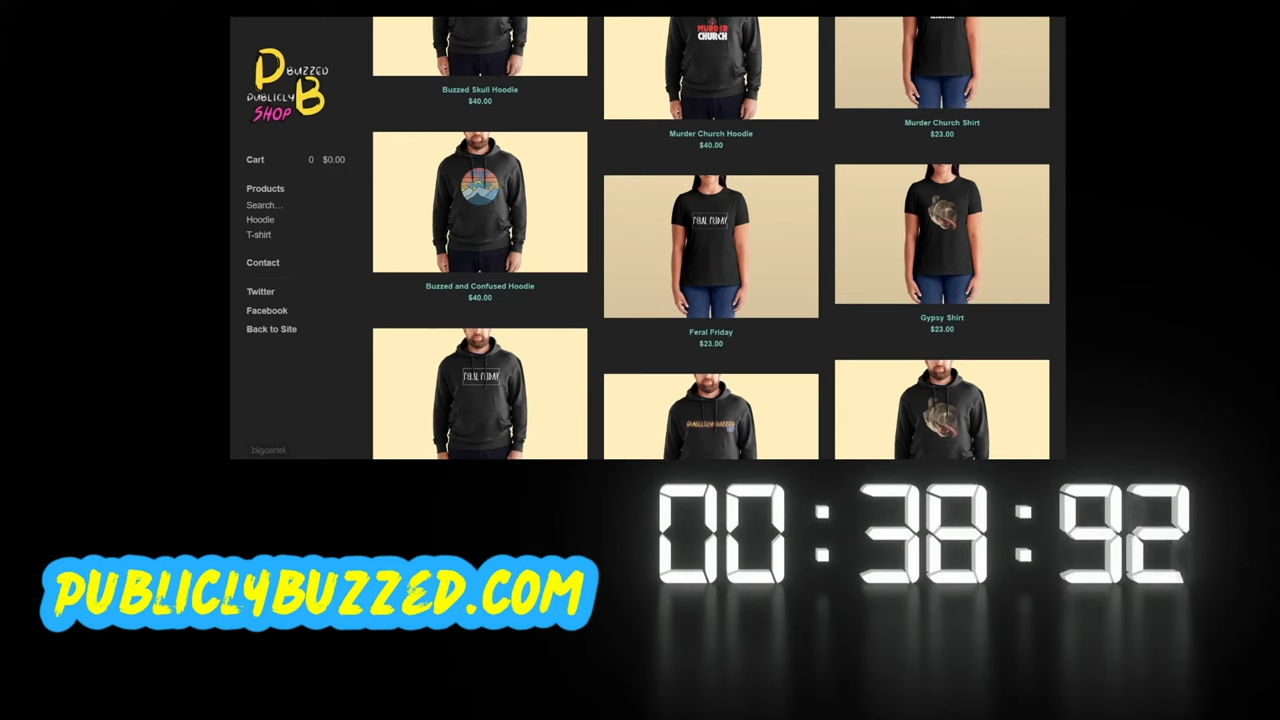 BUZZED
PUBLICLY
SHOP
Cart 0 $0.00
Products
Search...
Hoodie
T-shirt
Contact
Twitter
Facebook
Back to Site
bigcartel
Buzzed Skull Hoodie
$40.00
Buzzed and Confused Hoodie
$40.00
FERAL FRIDAY
MURDER
CHURCH
Murder Church Hoodie
$40.00
FERAL FRIDAY
Feral Friday
$23.00
PUBLICLY BUZZED
Murder Church Shirt
$23.00
Gypsy Shirt
$23.00
00:38:92
PUBLICLYBUZZED.COM